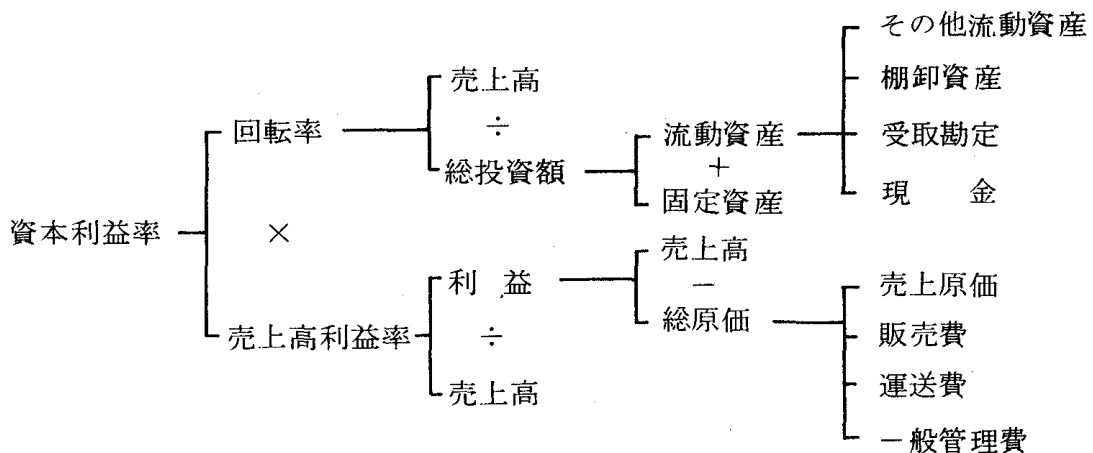 その他流動資産
売上高
棚卸資産
回転率
÷
流動資産
受取勘定
総投資額
+
固定資産
現 金
資本利益率
×
売上高
利 益
−
売上原価
総原価
売上高利益率
÷
販売費
運送費
売上高
一般管理費